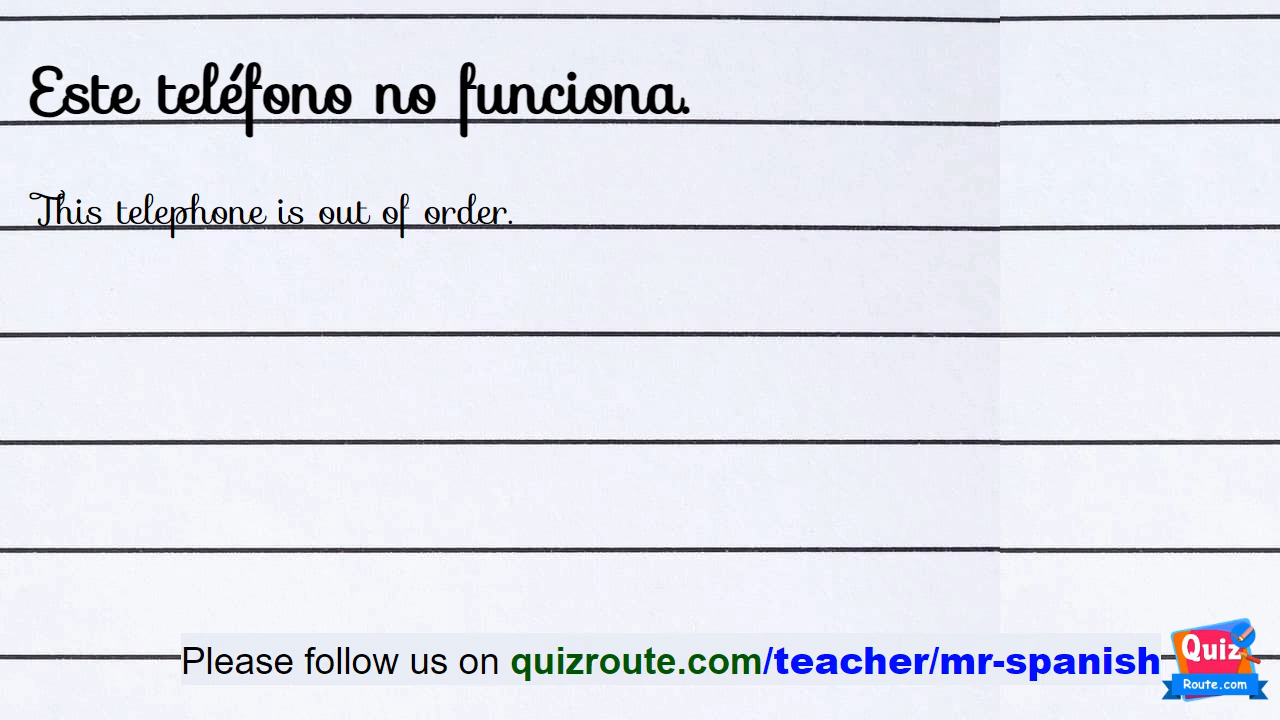 Este teléfono no funciona.
This telephone is out of order.
Please follow us on quizroute.com/teacher/mr-spanish
Quiz
Route.com